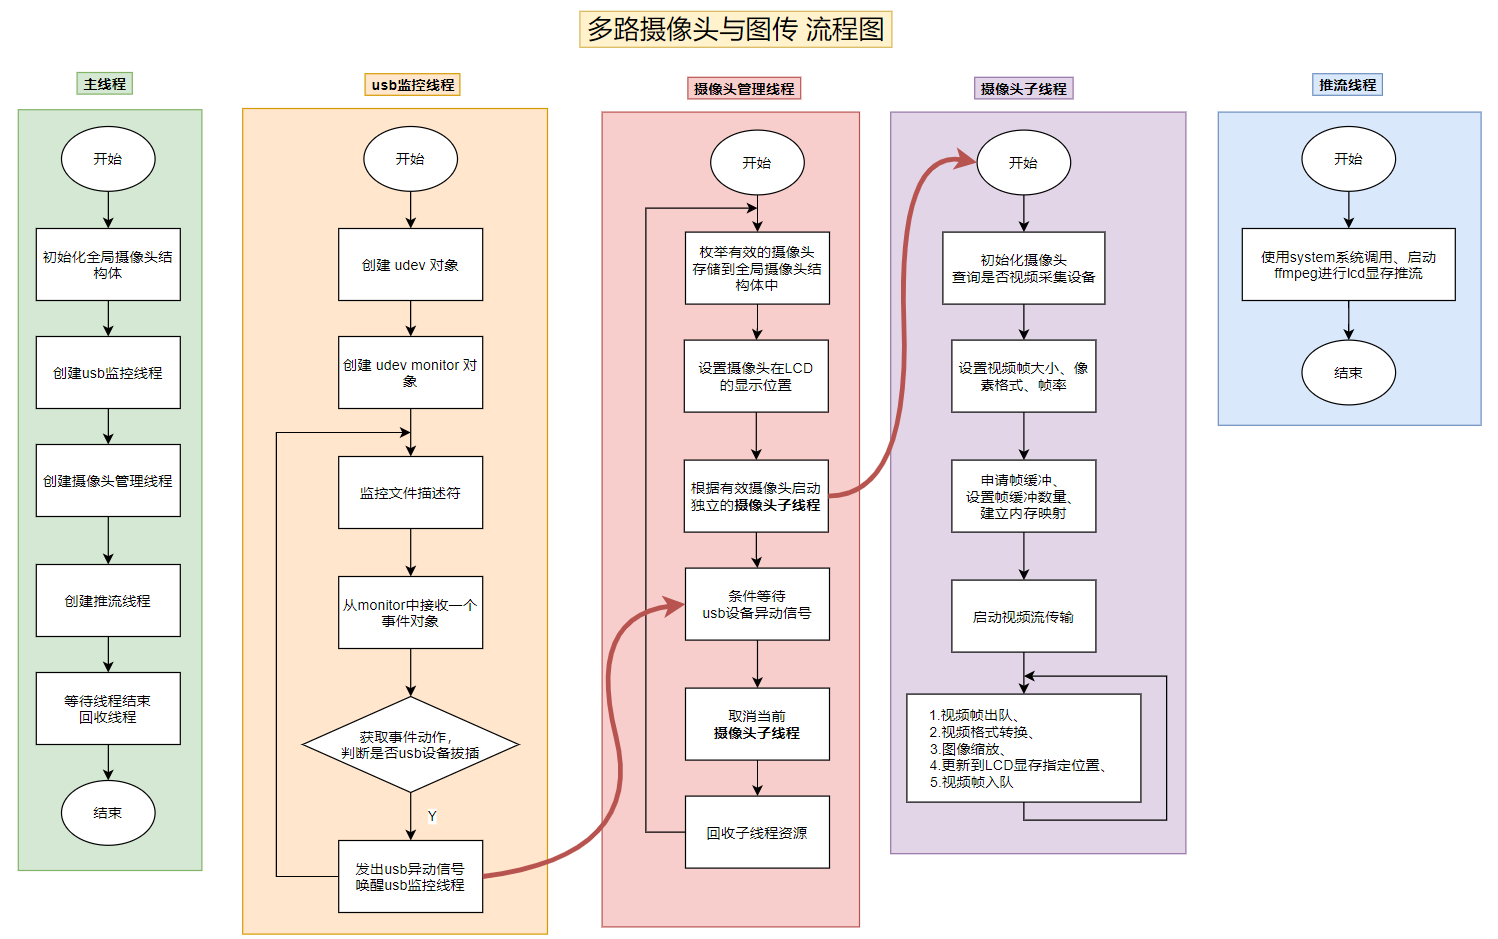 多路摄像头与图传 流程图
主线程
开始
初始化全局摄像头结
构体
创建usb监控线程
创建摄像头管理线程
创建推流线程
等待线程结束
回收线程
结束
usb监控线程
开始
创建 udev 对象
创建 udev monitor 对
象
监控文件描述符
从monitor中接收一个
事件对象
获取事件动作，
判断是否usb设备拔插
Y
发出usb异动信号
唤醒usb监控线程
摄像头管理线程
开始
枚举有效的摄像头
存储到全局摄像头结
构体中
设置摄像头在LCD
的显示位置
根据有效摄像头启动
独立的摄像头子线程
条件等待
usb设备异动信号
取消当前
摄像头子线程
回收子线程资源
摄像头子线程
开始
初始化摄像头
查询是否视频采集设备
设置视频帧大小、像
素格式、帧率
申请帧缓冲、
设置帧缓冲数量、
建立内存映射
启动视频流传输
1.视频帧出队、
2.视频格式转换、
3.图像缩放、
4.更新到LCD显存指定位置、
5.视频帧入队
推流线程
开始
使用system系统调用、启动
ffmpeg进行lcd显存推流
结束